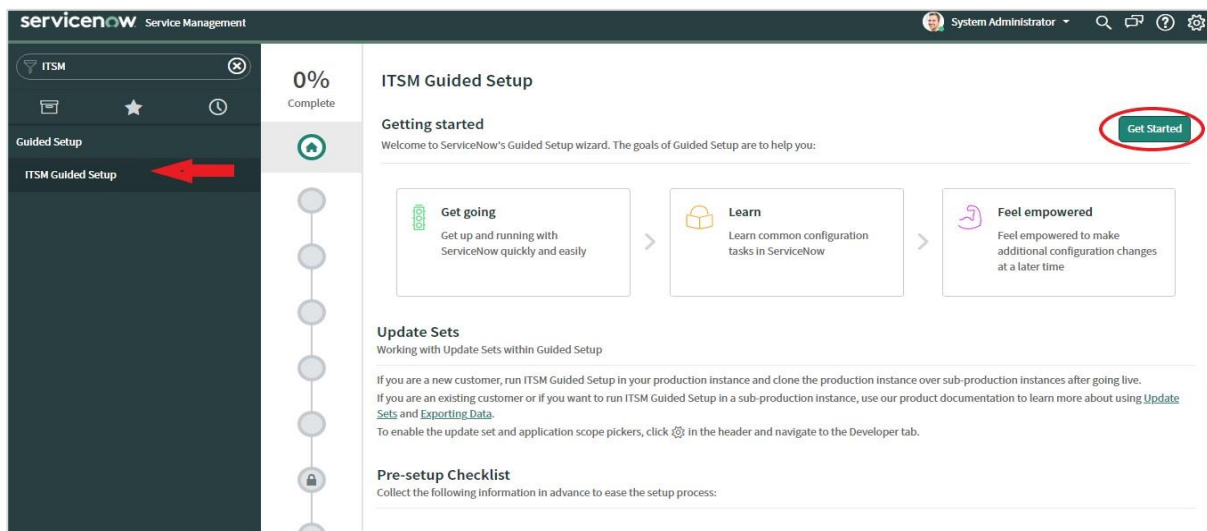 servicenow Service Management
System Administrator
ITSM
Guided Setup
ITSM Guided Setup
0%
Complete
ITSM Guided Setup
Getting started
Welcome to ServiceNow's Guided Setup wizard. The goals of Guided Setup are to help you:
Get Started
Get going
Get up and running with
ServiceNow quickly and easily
Learn
Learn common configuration
tasks in ServiceNow
Feel empowered
Feel empowered to make
additional configuration changes
at a later time
Update Sets
Working with Update Sets within Guided Setup
If you are a new customer, run ITSM Guided Setup in your production instance and clone the production instance over sub-production instances after going live.
If you are an existing customer or if you want to run ITSM Guided Setup in a sub-production instance, use our product documentation to learn more about using Update
Sets and Exporting Data.
To enable the update set and application scope pickers, click in the header and navigate to the Developer tab.
Pre-setup Checklist
Collect the following information in advance to ease the setup process: